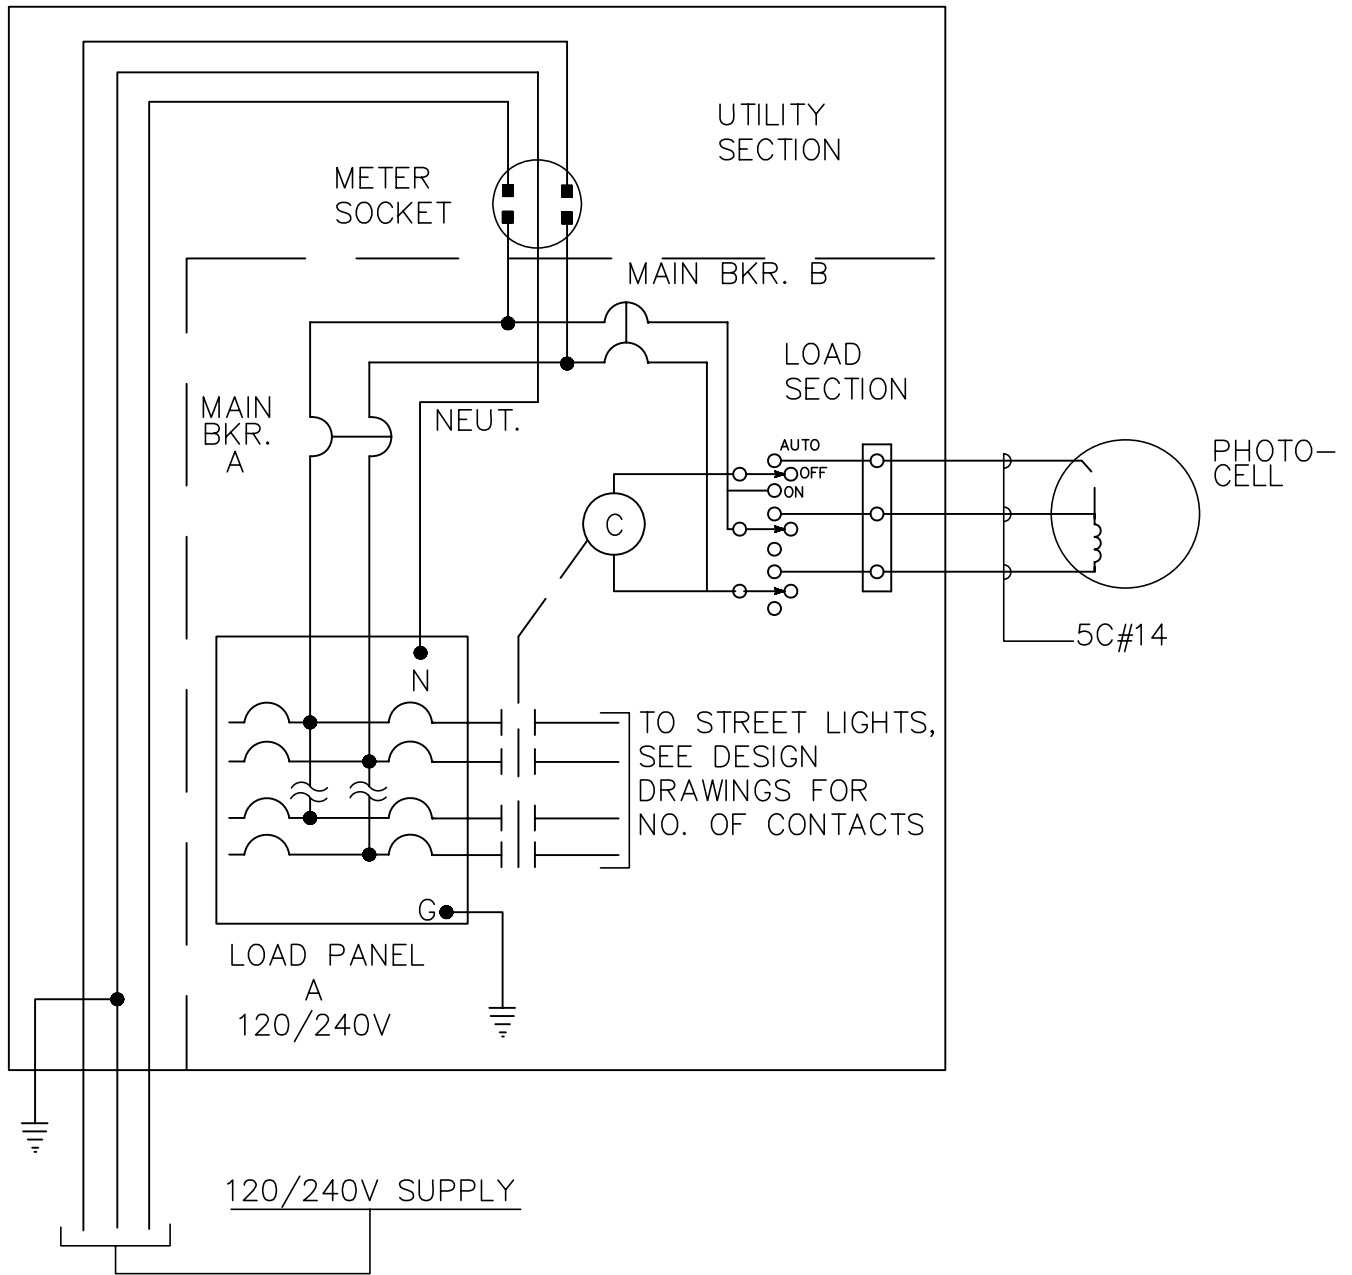 UTILITY
SECTION
METER
SOCKET
MAIN BKR. B
LOAD
SECTION
MAIN
BKR.
A
NEUT.
AUTO
OFF
ON
PHOTO-
CELL
C
5C#14
N
TO STREET LIGHTS,
SEE DESIGN
DRAWINGS FOR
NO. OF CONTACTS
G
LOAD PANEL
A
120/240V
120/240V SUPPLY